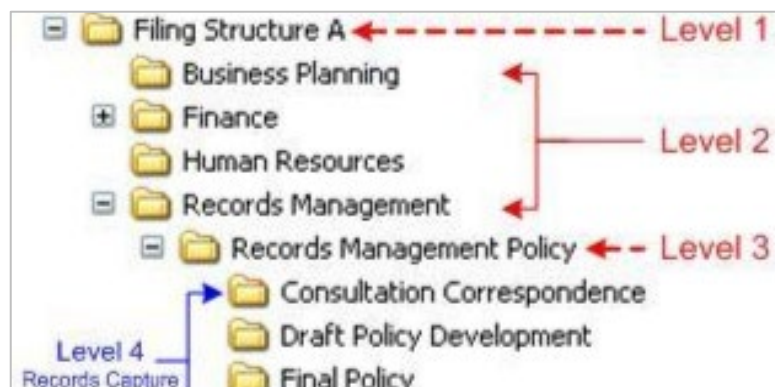 Filing Structure A Level 1
Business Planning
Finance
Level 2
Human Resources
Records Management
Records Management Policy Level 3
Consultation Correspondence
Draft Policy Development
Level 4
Records Capture
Final Policy